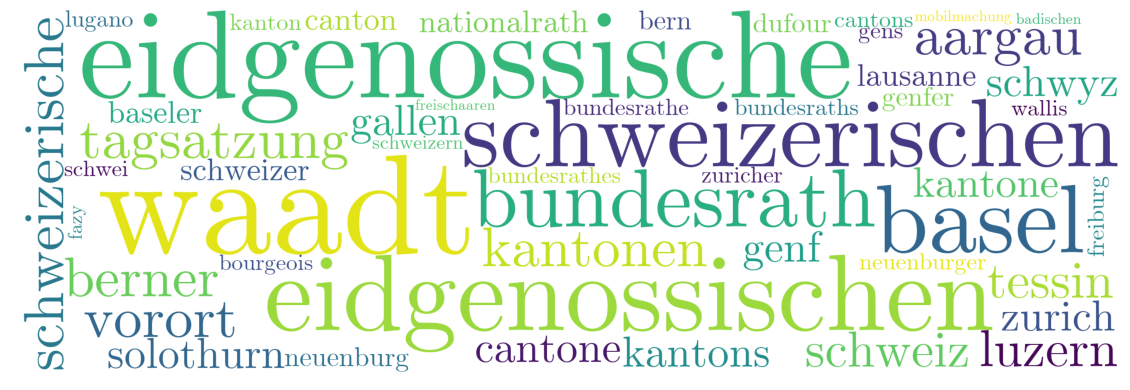 lugano kanton canton nationalrath bern dufour cantons mobilmachung badischen
eidgenossische gens aargau
schweizerische
lausanne schwyz
baseler freischaaren bundesrathe bundesraths genfer wallis
tagsatzung gallen schweizerischen
schweizern
schwei schweizer bundesrathes zuricher kantone
waadt bundesrath basel freiburg
fazy
kantonen genf
berner bourgeois neuenburger tessin
eidgenossischen
vorort zurich
solothurn neuenburg cantone kantons schweiz luzern